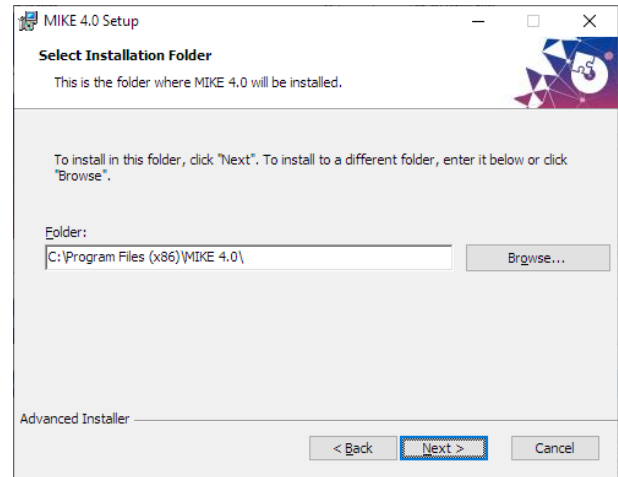 MIKE 4.0 Setup
Select Installation Folder
This is the folder where MIKE 4.0 will be installed.
To install in this folder, click "Next". To install to a different folder, enter it below or click
"Browse".
Folder:
C:\Program Files (x86)\MIKE 4.0\
Browse...
Advanced Installer
< Back
Next >
Cancel